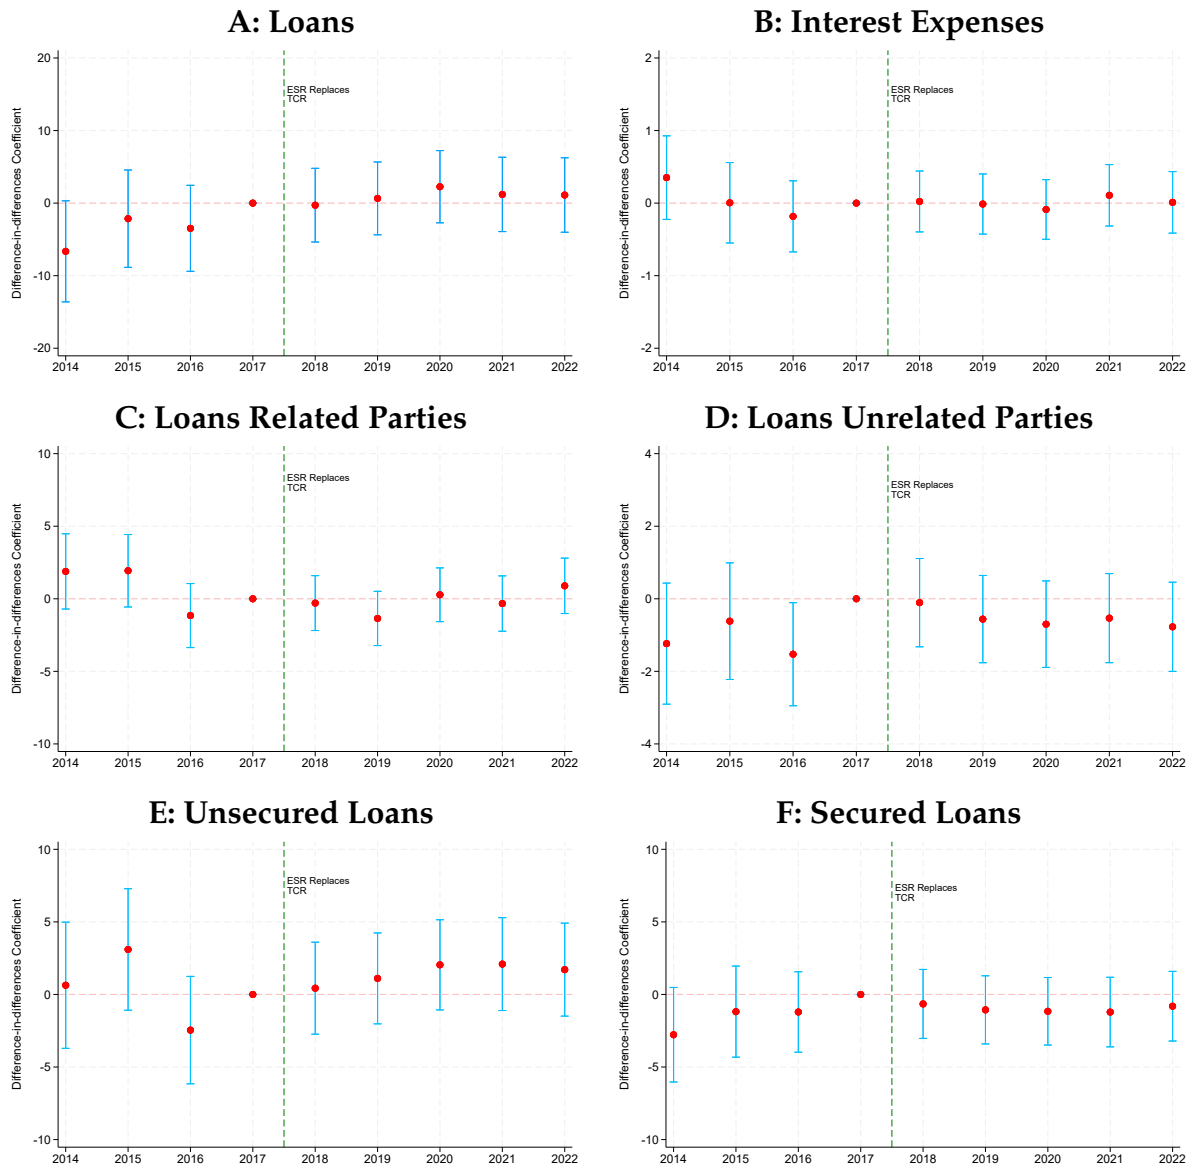 A: Loans
Difference-in-differences Coefficient
20
10
0
-10
-20
ESR Replaces
TCR
2014 2015 2016 2017 2018 2019 2020 2021 2022
B: Interest Expenses
Difference-in-differences Coefficient
2
1
0
-1
-2
ESR Replaces
TCR
2014 2015 2016 2017 2018 2019 2020 2021 2022
C: Loans Related Parties
Difference-in-differences Coefficient
10
5
0
-5
-10
ESR Replaces
TCR
2014 2015 2016 2017 2018 2019 2020 2021 2022
D: Loans Unrelated Parties
Difference-in-differences Coefficient
4
2
0
-2
-4
ESR Replaces
TCR
2014 2015 2016 2017 2018 2019 2020 2021 2022
E: Unsecured Loans
Difference-in-differences Coefficient
10
5
0
-5
-10
ESR Replaces
TCR
2014 2015 2016 2017 2018 2019 2020 2021 2022
F: Secured Loans
Difference-in-differences Coefficient
10
5
0
-5
-10
ESR Replaces
TCR
2014 2015 2016 2017 2018 2019 2020 2021 2022